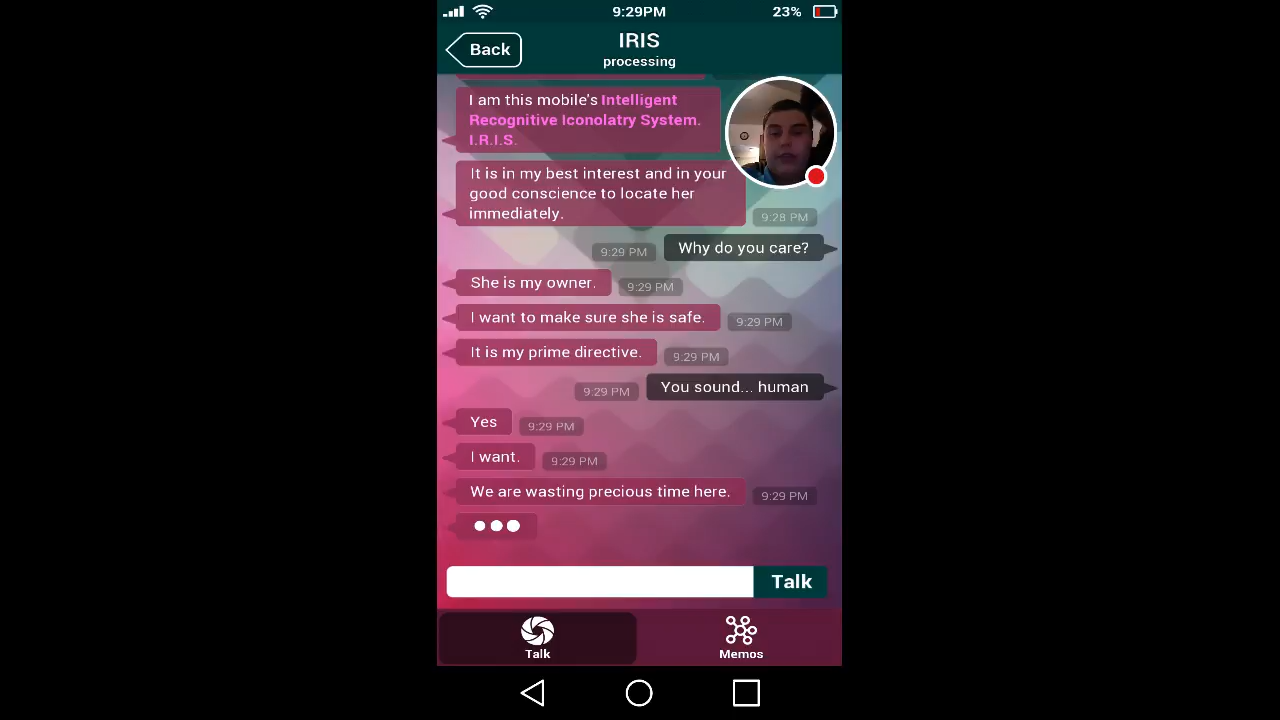 9:29PM
23%
Back
IRIS
processing
I am this mobile's Intelligent
Recognitive Iconolatry System.
I.R.I.S.
It is in my best interest and in your
good conscience to locate her
immediately.
9:28 PM
9:29 PM
Why do you care?
She is my owner.
9:29 PM
I want to make sure she is safe.
9:29 PM
It is my prime directive.
9:29 PM
9:29 PM
You sound... human
Yes
9:29 PM
I want.
9:29 PM
We are wasting precious time here.
9:29 PM
Talk
Talk
Memos